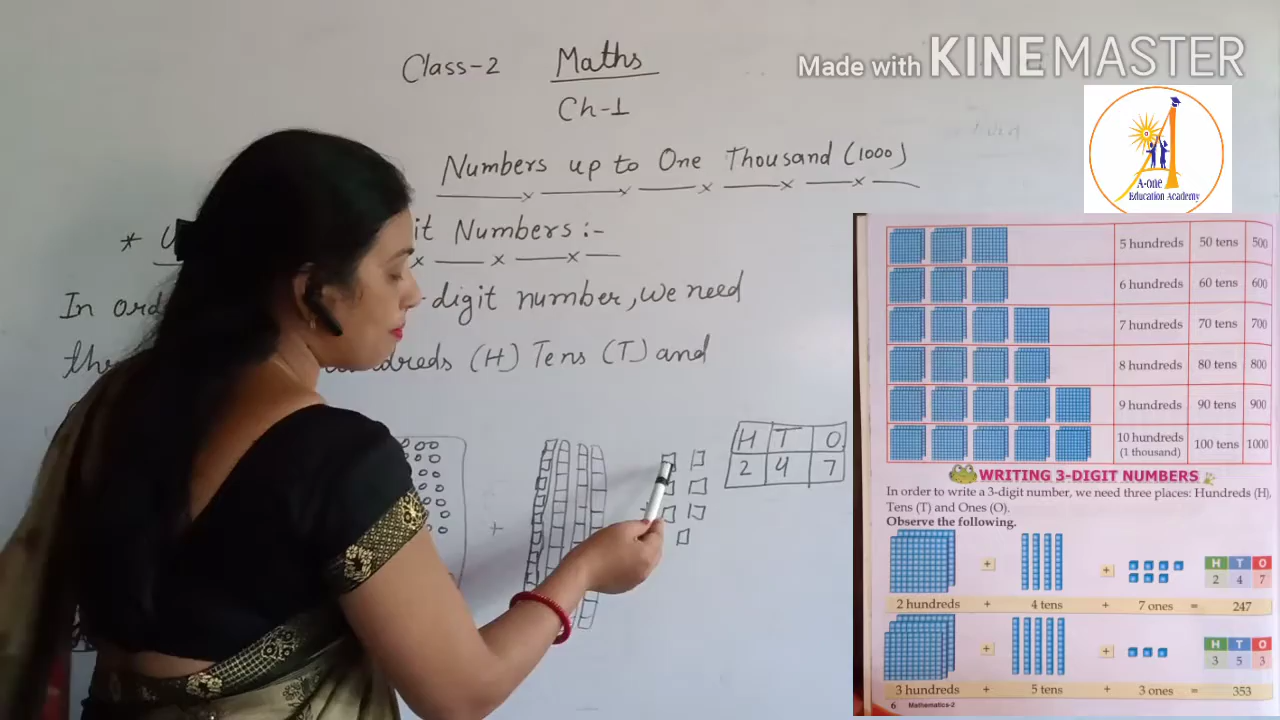 Class-2 Maths
Ch-1
Numbers up to One Thousand (1000)
* it Numbers :-
In ord -digit number, we need
(H) Tens (T) and
+
H T O
2 4 7
Made with KINEMASTER
A-one
Education Academy
5 hundreds 50 tens 500
6 hundreds 60 tens 600
7 hundreds 70 tens 700
8 hundreds 80 tens 800
9 hundreds 90 tens 900
10 hundreds 100 tens 1000
(1 thousand)
WRITING 3-DIGIT NUMBERS
In order to write a 3-digit number, we need three places: Hundreds (H),
Tens (T) and Ones (O).
Observe the following.
+ + H T O
2 4 7
2 hundreds + 4 tens + 7 ones = 247
+ + H T O
3 5 3
3 hundreds + 5 tens + 3 ones = 353
6 Mathematics-2